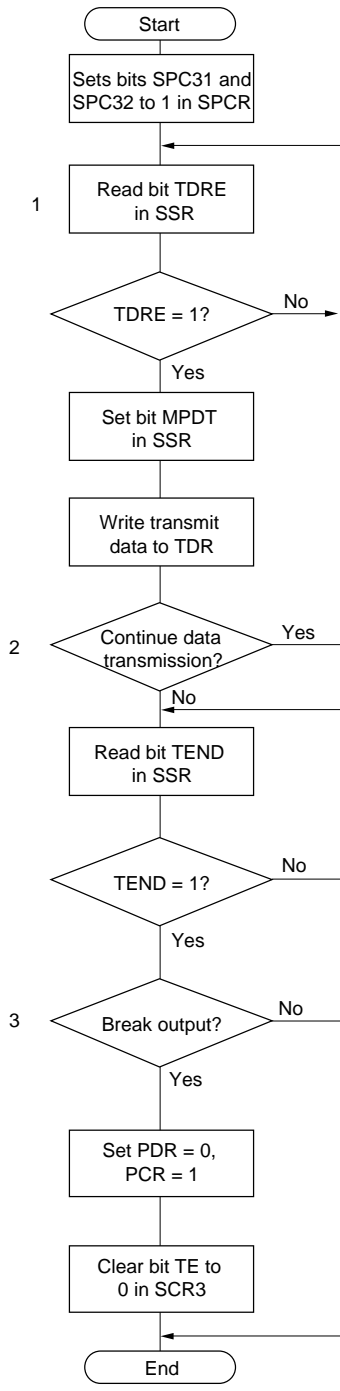 Start
Sets bits SPC31 and
SPC32 to 1 in SPCR
1
Read bit TDRE
in SSR
TDRE = 1?
No
Yes
Set bit MPDT
in SSR
Write transmit
data to TDR
2
Continue data
transmission?
Yes
No
Read bit TEND
in SSR
TEND = 1?
No
Yes
3
Break output?
No
Yes
Set PDR = 0,
PCR = 1
Clear bit TE to
0 in SCR3
End